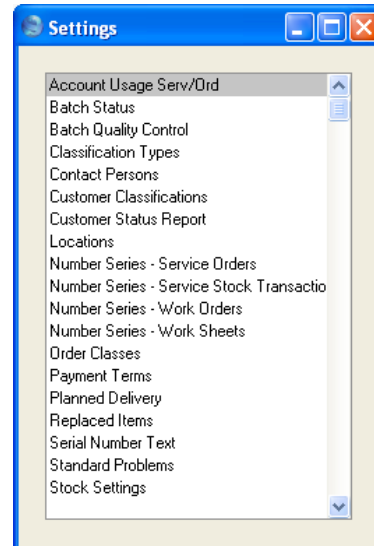 Settings
Account Usage Serv/Ord
Batch Status
Batch Quality Control
Classification Types
Contact Persons
Customer Classifications
Customer Status Report
Locations
Number Series - Service Orders
Number Series - Service Stock Transactio
Number Series - Work Orders
Number Series - Work Sheets
Order Classes
Payment Terms
Planned Delivery
Replaced Items
Serial Number Text
Standard Problems
Stock Settings